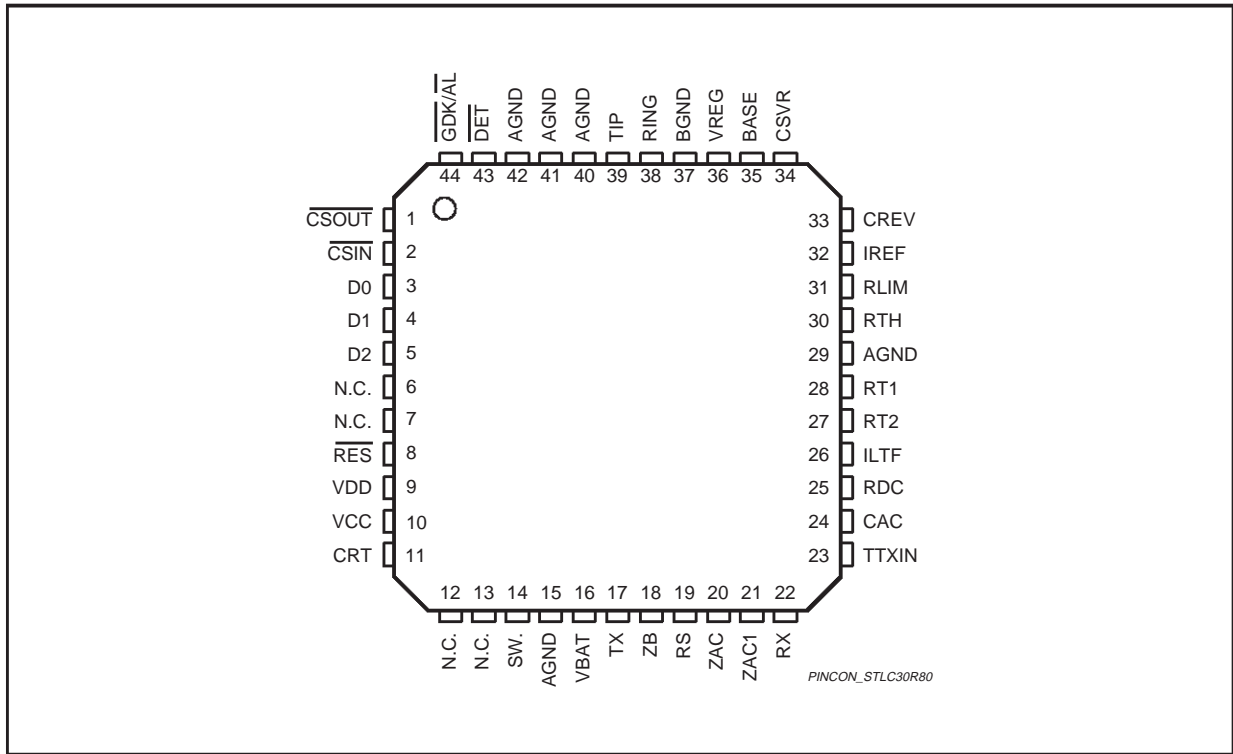 GDK/AL
DET
AGND
AGND
AGND
TIP
RING
BGND
VREG
BASE
CSVR
44 43 42 41 40 39 38 37 36 35 34
CSOUT 1
CSIN 2
D0 3
D1 4
D2 5
N.C. 6
N.C. 7
RES 8
VDD 9
VCC 10
CRT 11
33 CREV
32 IREF
31 RLIM
30 RTH
29 AGND
28 RT1
27 RT2
26 ILTF
25 RDC
24 CAC
23 TTXIN
12 13 14 15 16 17 18 19 20 21 22
N.C.
N.C.
SW.
AGND
VBAT
TX
ZB
RS
ZAC
ZAC1
RX
PINCON_STLC30R80